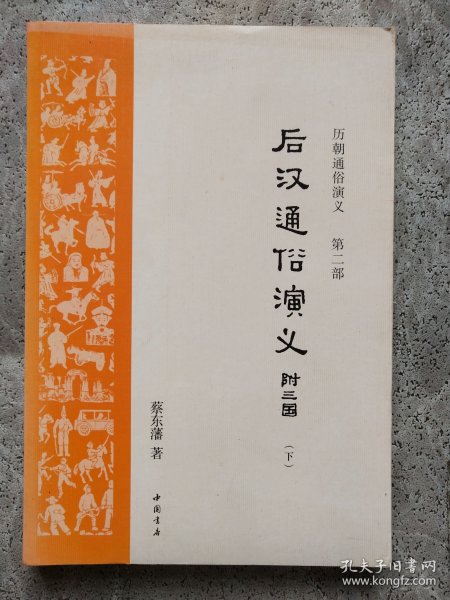 历朝通俗演义 第二部
后汉通俗演义 附三国 (下)
蔡东藩 著
中国书店
孔夫子旧书网
www.kongfz.com